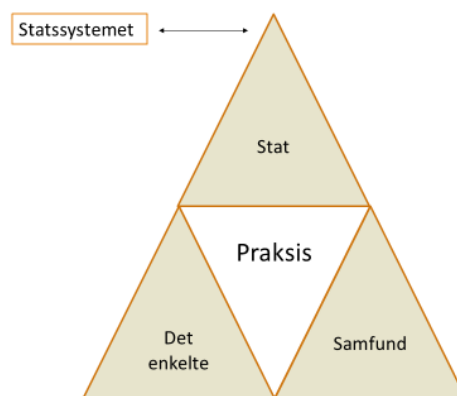 Statssystemet
Stat
Praksis
Det
enkelte
Samfund